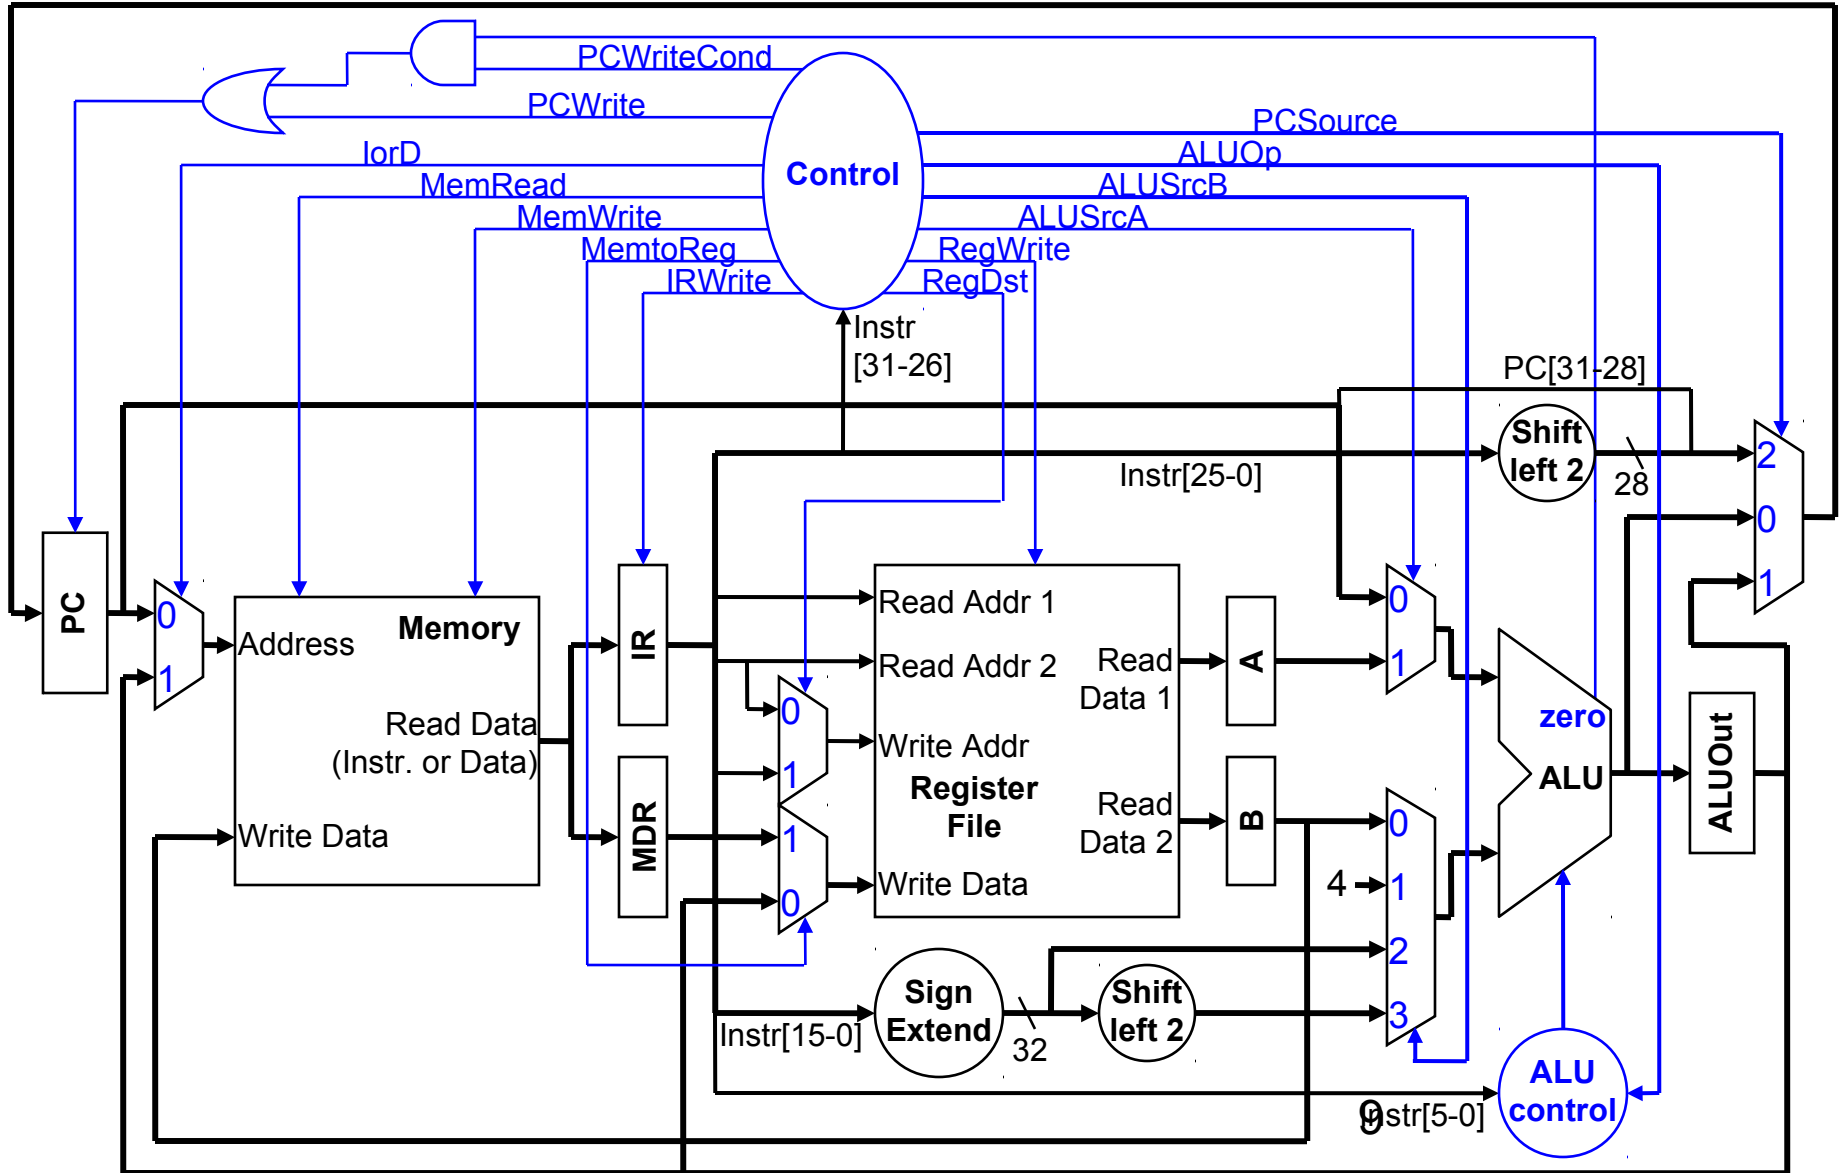 PCWriteCond
PCWrite
PCSource
IorD
Control
ALUOp
MemRead
ALUSrcB
MemWrite
ALUSrcA
MemtoReg
RegWrite
IRWrite
RegDst
Instr
[31-26]
PC[31-28]
Shift
left 2
2
Instr[25-0]
28
0
1
PC
0
1
Address
Memory
Read Data
(Instr. or Data)
Write Data
IR
MDR
0
1
1
0
Read Addr 1
Read Addr 2
Write Addr
Register
File
Write Data
Read
Data 1
Read
Data 2
A
B
0
1
0
4
1
2
3
zero
ALU
ALUOut
Sign
Extend
Instr[15-0]
32
Shift
left 2
ALU
control
9
Instr[5-0]